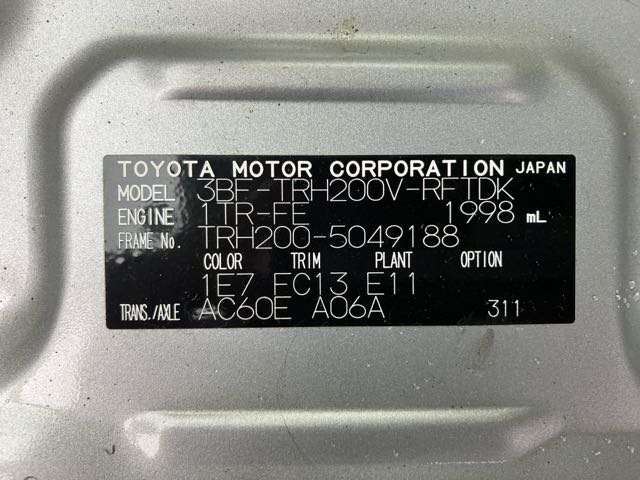 TOYOTA MOTOR CORPORATION JAPAN
MODEL 3BF-TRH200V-RFTDK
ENGINE 1TR-FE 1998 mL
FRAME No. TRH200-5049188
COLOR TRIM PLANT OPTION
1E7 FC13 E11
TRANS./AXLE AC60E A06A 311